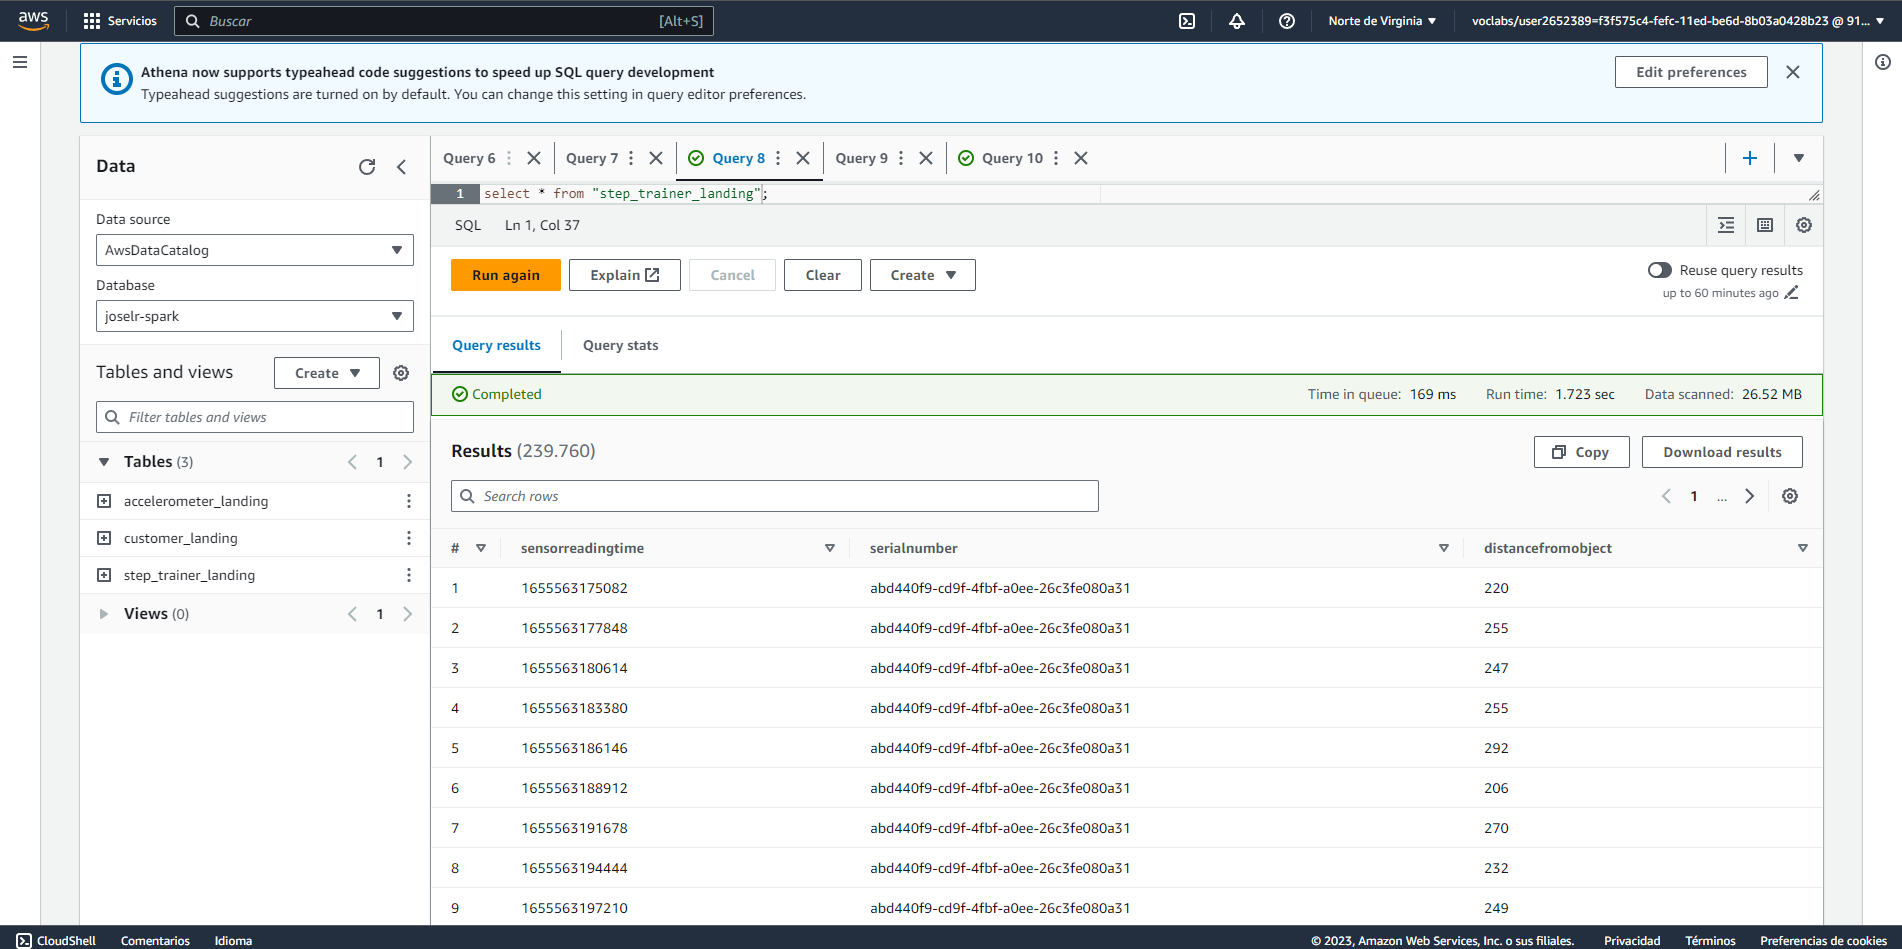 aws Servicios Buscar [Alt+S] Norte de Virginia voclabs/user2652389=f3f575c4-fefc-11ed-be6d-8b03a0428b23 @ 91...
Athena now supports typeahead code suggestions to speed up SQL query development
Typeahead suggestions are turned on by default. You can change this setting in query editor preferences.
Edit preferences
Data
Data source
AwsDataCatalog
Database
joselr-spark
Tables and views
Create
Filter tables and views
Tables (3) 1
accelerometer_landing
customer_landing
step_trainer_landing
Views (0) 1
Query 6 Query 7 Query 8 Query 9 Query 10
1 select * from "step_trainer_landing";
SQL Ln 1, Col 37
Run again Explain Cancel Clear Create
Reuse query results
up to 60 minutes ago
Query results Query stats
Completed Time in queue: 169 ms Run time: 1.723 sec Data scanned: 26.52 MB
Results (239.760)
Copy Download results
Search rows
1 ...
# sensorreadingtime serialnumber distancefromobject
1 1655563175082 abd440f9-cd9f-4fbf-a0ee-26c3fe080a31 220
2 1655563177848 abd440f9-cd9f-4fbf-a0ee-26c3fe080a31 255
3 1655563180614 abd440f9-cd9f-4fbf-a0ee-26c3fe080a31 247
4 1655563183380 abd440f9-cd9f-4fbf-a0ee-26c3fe080a31 255
5 1655563186146 abd440f9-cd9f-4fbf-a0ee-26c3fe080a31 292
6 1655563188912 abd440f9-cd9f-4fbf-a0ee-26c3fe080a31 206
7 1655563191678 abd440f9-cd9f-4fbf-a0ee-26c3fe080a31 270
8 1655563194444 abd440f9-cd9f-4fbf-a0ee-26c3fe080a31 232
9 1655563197210 abd440f9-cd9f-4fbf-a0ee-26c3fe080a31 249
CloudShell Comentarios Idioma © 2023, Amazon Web Services, Inc. o sus filiales. Privacidad Términos Preferencias de cookies